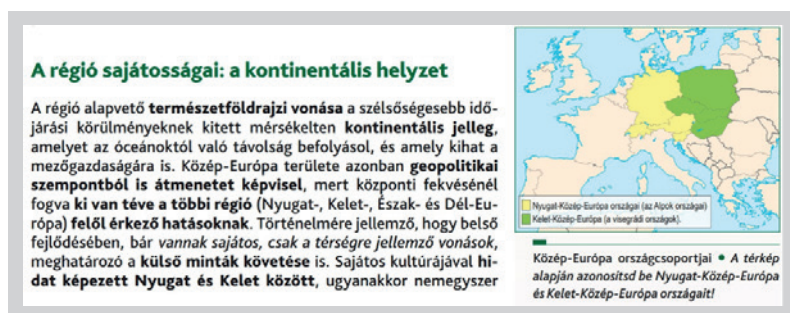 A régió sajátosságai: a kontinentális helyzet
A régió alapvető természetföldrajzi vonása a szélsőségesebb idő-
járási körülményeknek kitett mérsékelten kontinentális jelleg,
amelyet az óceánoktól való távolság befolyásol, és amely kihat a
mezőgazdaságára is. Közép-Európa területe azonban geopolitikai
szempontból is átmenetet képvisel, mert központi fekvésénél
fogva ki van téve a többi régió (Nyugat-, Kelet-, Észak- és Dél-Eu-
rópa) felől érkező hatásoknak. Történelmére jellemző, hogy belső
fejlődésében, bár vannak sajátos, csak a térségre jellemző vonások,
meghatározó a külső minták követése is. Sajátos kultúrájával hi-
dat képezett Nyugat és Kelet között, ugyanakkor nemegyszer
Nyugat-Közép-Európa országai (az Alpok országai)
Kelet-Közép-Európa (a visegrádi országok).
Közép-Európa országcsoportjai • A térkép
alapján azonosítsd be Nyugat-Közép-Európa
és Kelet-Közép-Európa országait!